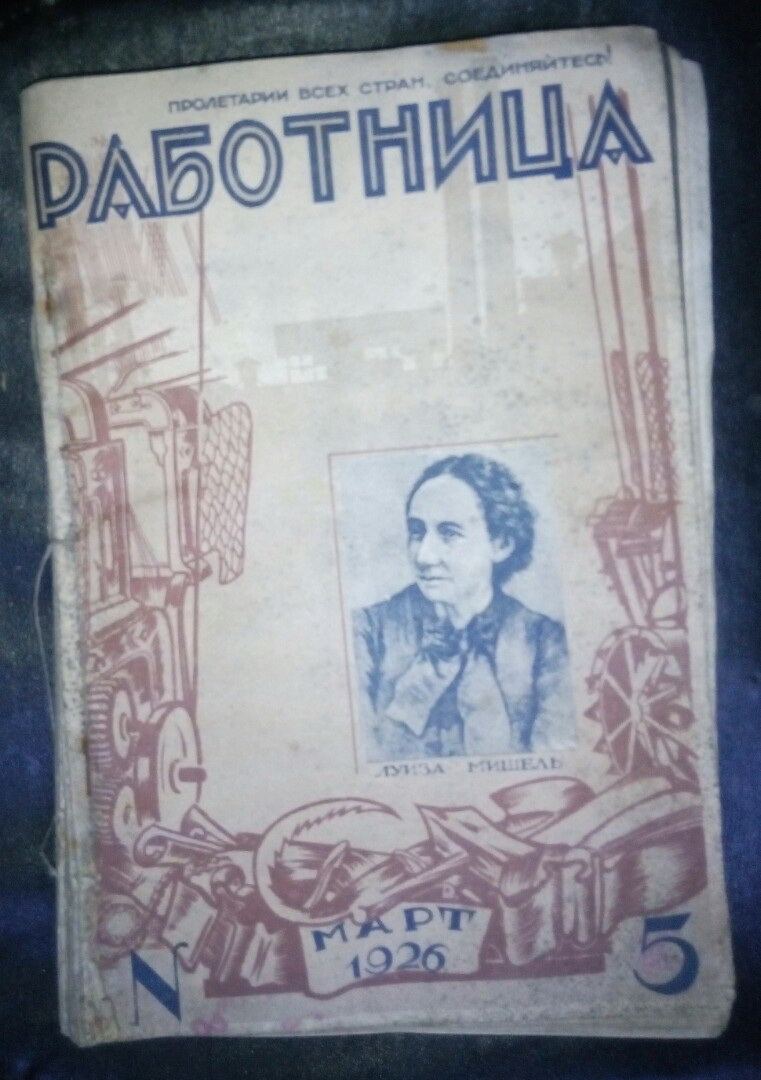 ПРОЛЕТАРИИ ВСЕХ СТРАН, СОЕДИНЯЙТЕСЬ!
РАБОТНИЦА
ЛУИЗА МИШЕЛЬ
МАРТ
1926
N 5